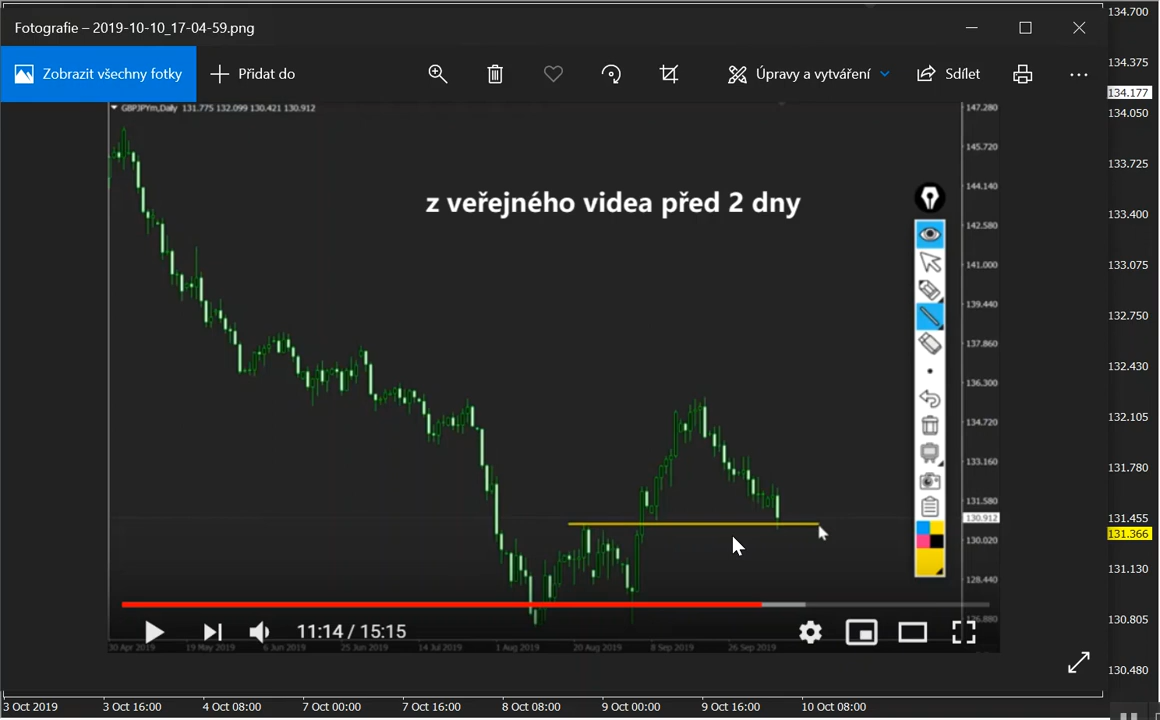 Fotografie – 2019-10-10_17-04-59.png
Zobrazit všechny fotky
Přidat do
Úpravy a vytváření
Sdílet
GBPJPYm,Daily 131.775 132.099 130.421 130.912
z veřejného videa před 2 dny
147.280
145.720
144.140
142.580
141.000
139.440
137.860
136.300
134.720
133.160
131.580
130.912
130.020
128.440
126.880
11:14 / 15:15
30 Apr 2019
19 May 2019
6 Jun 2019
25 Jun 2019
14 Jul 2019
1 Aug 2019
20 Aug 2019
8 Sep 2019
26 Sep 2019
134.700
134.375
134.177
134.050
133.725
133.400
133.075
132.750
132.430
132.105
131.780
131.455
131.366
131.130
130.805
130.480
3 Oct 2019
3 Oct 16:00
4 Oct 08:00
7 Oct 00:00
7 Oct 16:00
8 Oct 08:00
9 Oct 00:00
9 Oct 16:00
10 Oct 08:00